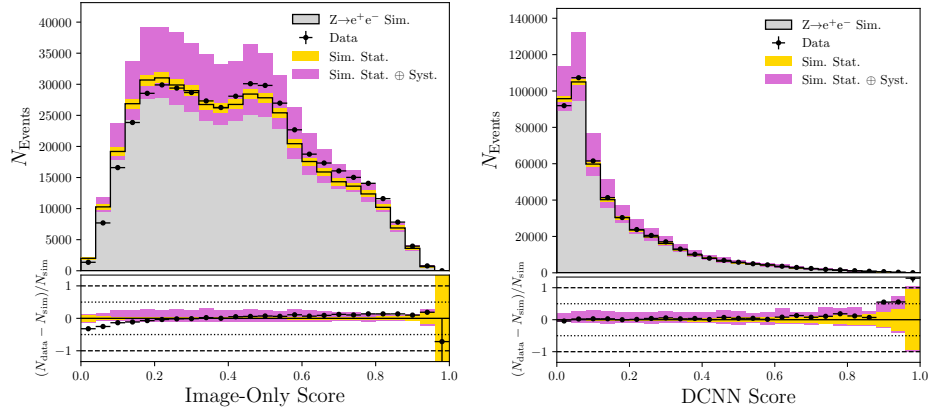 40000
35000
30000
25000
20000
15000
10000
5000
0
N_Events
Z→e⁺e⁻ Sim.
Data
Sim. Stat.
Sim. Stat. ⊕ Syst.
1
0
−1
(N_data − N_sim)/N_sim
0.0 0.2 0.4 0.6 0.8 1.0
Image-Only Score
140000
120000
100000
80000
60000
40000
20000
0
N_Events
Z→e⁺e⁻ Sim.
Data
Sim. Stat.
Sim. Stat. ⊕ Syst.
1
0
−1
(N_data − N_sim)/N_sim
0.0 0.2 0.4 0.6 0.8 1.0
DCNN Score